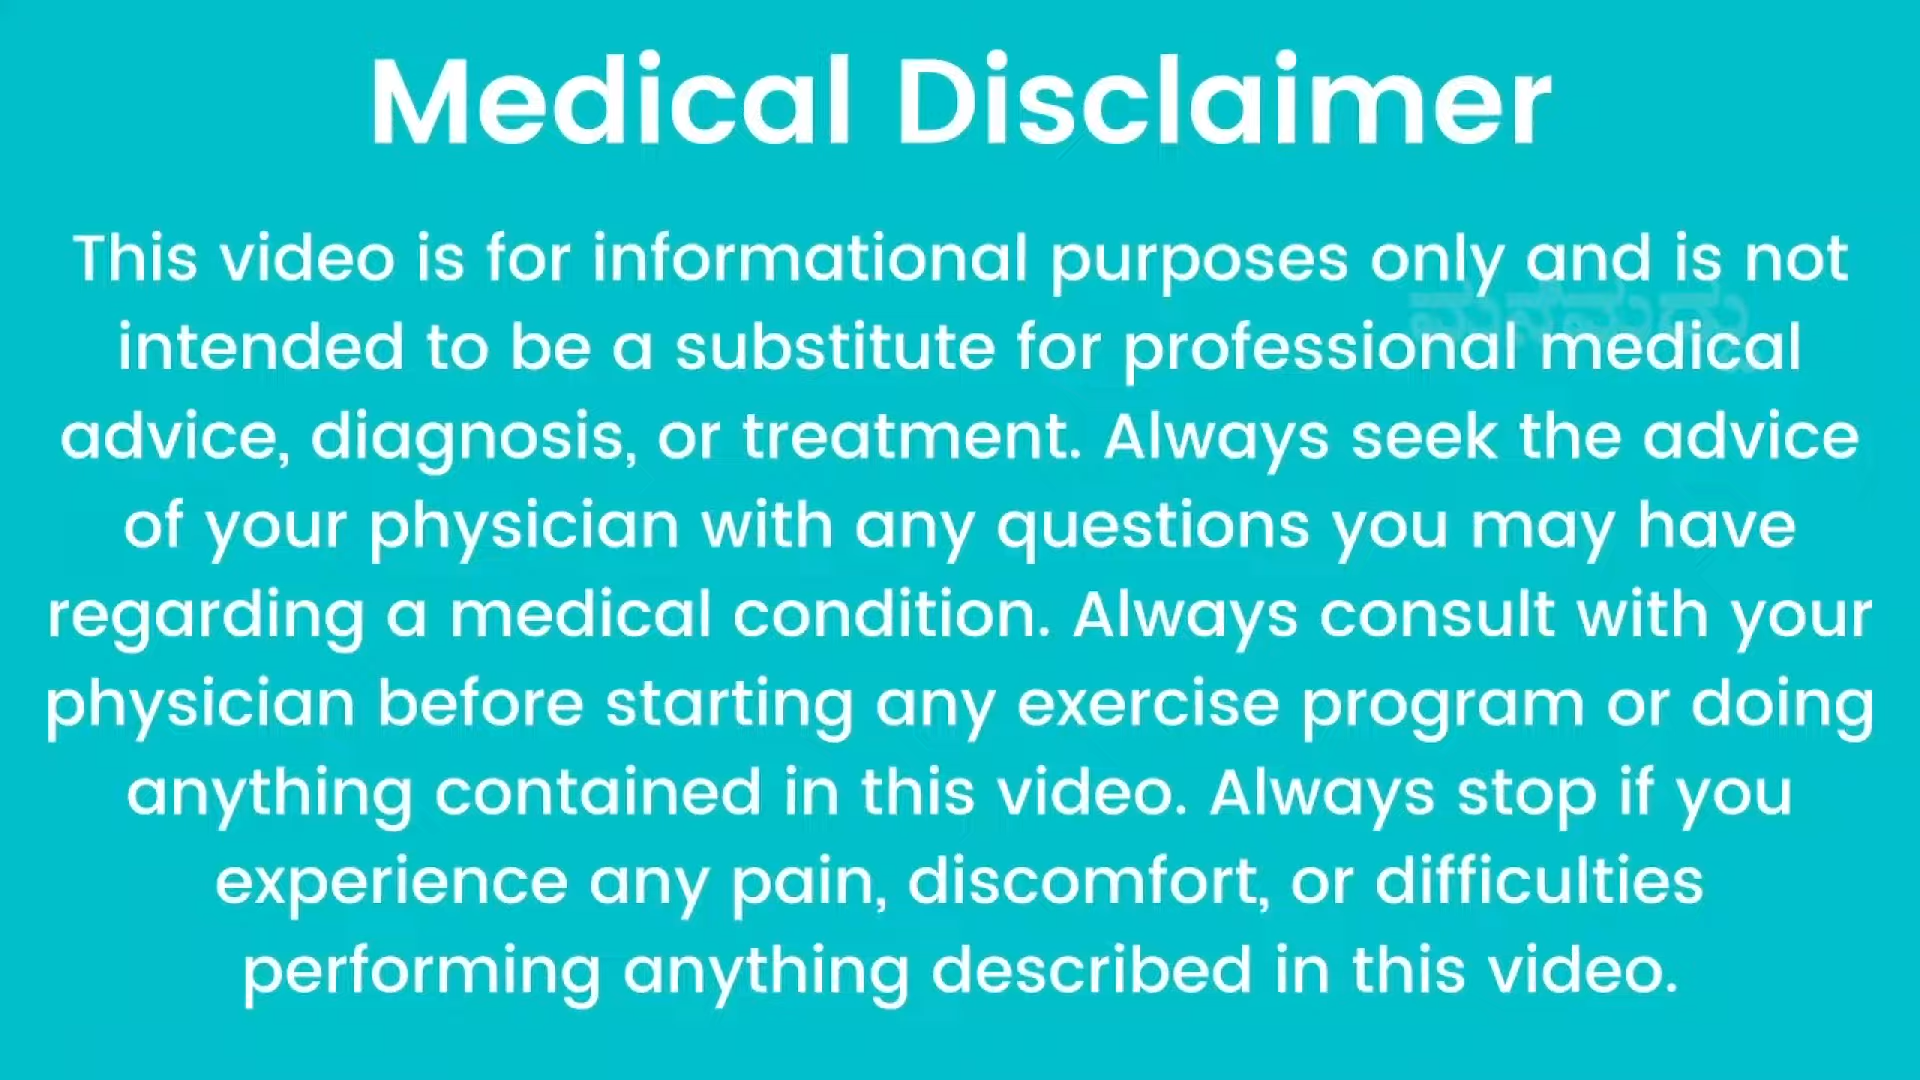 Medical Disclaimer
This video is for informational purposes only and is not
intended to be a substitute for professional medical
advice, diagnosis, or treatment. Always seek the advice
of your physician with any questions you may have
regarding a medical condition. Always consult with your
physician before starting any exercise program or doing
anything contained in this video. Always stop if you
experience any pain, discomfort, or difficulties
performing anything described in this video.